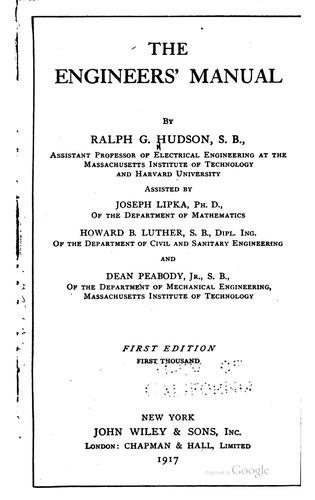 THE
ENGINEERS' MANUAL
BY
RALPH G. HUDSON, S. B.,
ASSISTANT PROFESSOR OF ELECTRICAL ENGINEERING AT THE
MASSACHUSETTS INSTITUTE OF TECHNOLOGY
AND HARVARD UNIVERSITY
ASSISTED BY
JOSEPH LIPKA, PH. D.,
OF THE DEPARTMENT OF MATHEMATICS
HOWARD B. LUTHER, S. B., DIPL. ING.
OF THE DEPARTMENT OF CIVIL AND SANITARY ENGINEERING
AND
DEAN PEABODY, JR., S. B.,
OF THE DEPARTMENT OF MECHANICAL ENGINEERING,
MASSACHUSETTS INSTITUTE OF TECHNOLOGY
FIRST EDITION
FIRST THOUSAND
CALIFORNIA
NEW YORK
JOHN WILEY & SONS, INC.
LONDON: CHAPMAN & HALL, LIMITED
1917
Digitized by Google